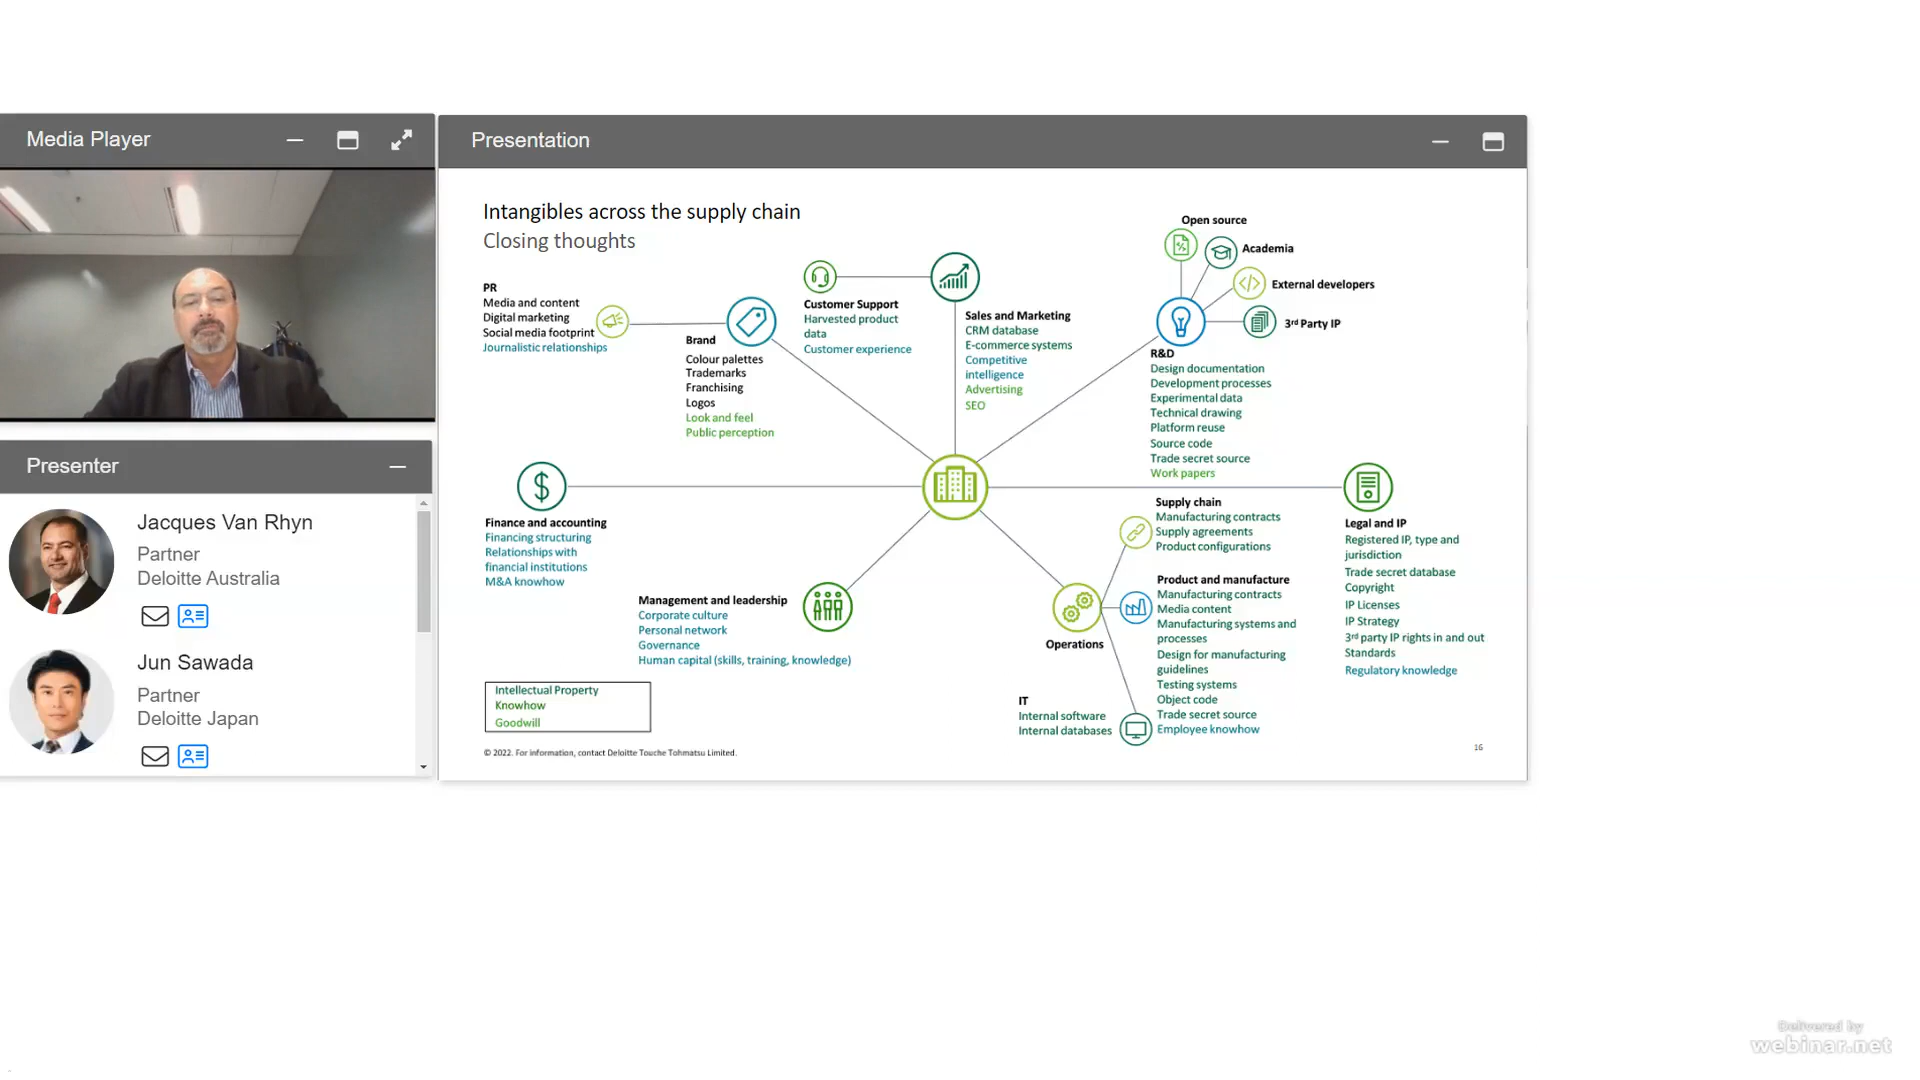 Media Player
Presentation
Intangibles across the supply chain
Closing thoughts
PR
Media and content
Digital marketing
Social media footprint
Journalistic relationships
Brand
Colour palettes
Trademarks
Franchising
Logos
Look and feel
Public perception
Customer Support
Harvested product
data
Customer experience
Sales and Marketing
CRM database
E-commerce systems
Competitive
intelligence
Advertising
SEO
Open source
Academia
External developers
3rd Party IP
R&D
Design documentation
Development processes
Experimental data
Technical drawing
Platform reuse
Source code
Trade secret source
Work papers
Finance and accounting
Financing structuring
Relationships with
financial institutions
M&A knowhow
Management and leadership
Corporate culture
Personal network
Governance
Human capital (skills, training, knowledge)
Operations
Supply chain
Manufacturing contracts
Supply agreements
Product configurations
Product and manufacture
Manufacturing contracts
Media content
Manufacturing systems and
processes
Design for manufacturing
guidelines
Testing systems
Object code
Trade secret source
Employee knowhow
IT
Internal software
Internal databases
Legal and IP
Registered IP, type and
jurisdiction
Trade secret database
Copyright
IP Licenses
IP Strategy
3rd party IP rights in and out
Standards
Regulatory knowledge
Intellectual Property
Knowhow
Goodwill
© 2022. For information, contact Deloitte Touche Tohmatsu Limited.
16
Presenter
Jacques Van Rhyn
Partner
Deloitte Australia
Jun Sawada
Partner
Deloitte Japan
Delivered by
webinar.net